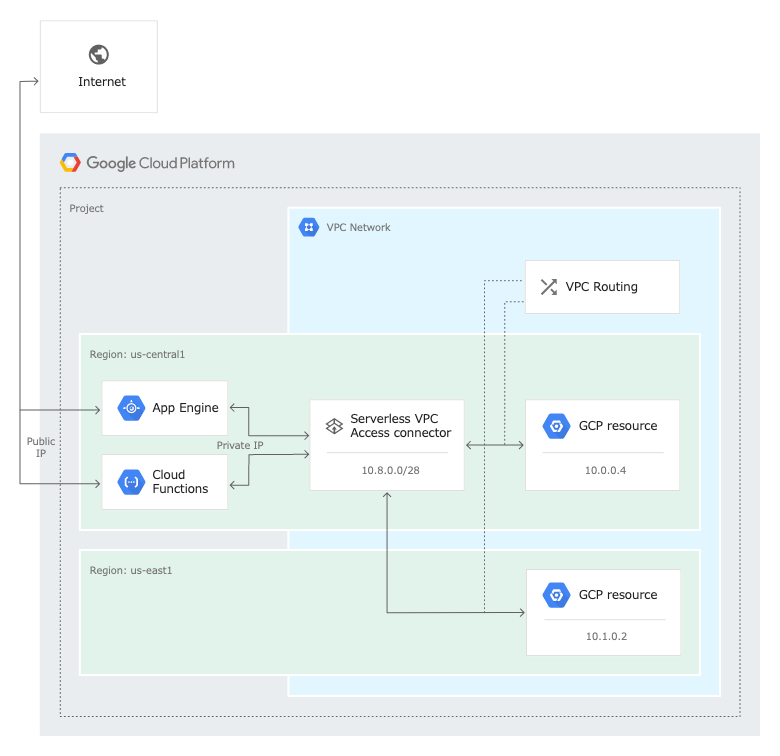 Internet
Google Cloud Platform
Project
VPC Network
VPC Routing
Region: us-central1
App Engine
Public
IP
Private IP
Cloud
Functions
Serverless VPC
Access connector
10.8.0.0/28
GCP resource
10.0.0.4
Region: us-east1
GCP resource
10.1.0.2